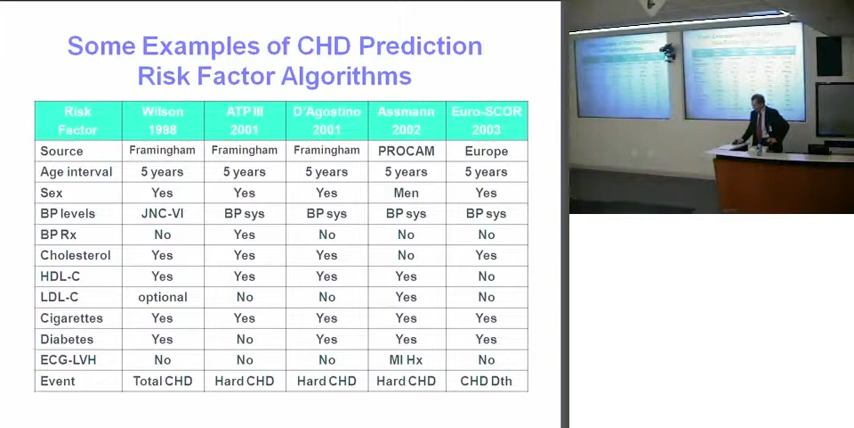 Some Examples of CHD Prediction
Risk Factor Algorithms
Risk Factor Wilson 1998 ATP III 2001 D'Agostino 2001 Assmann 2002 Euro-SCOR 2003
Source Framingham Framingham Framingham PROCAM Europe
Age interval 5 years 5 years 5 years 5 years 5 years
Sex Yes Yes Yes Men Yes
BP levels JNC-VI BP sys BP sys BP sys BP sys
BP Rx No Yes No No No
Cholesterol Yes Yes Yes No Yes
HDL-C Yes Yes Yes Yes No
LDL-C optional No No Yes No
Cigarettes Yes Yes Yes Yes Yes
Diabetes Yes No Yes Yes Yes
ECG-LVH No No No MI Hx No
Event Total CHD Hard CHD Hard CHD Hard CHD CHD Dth